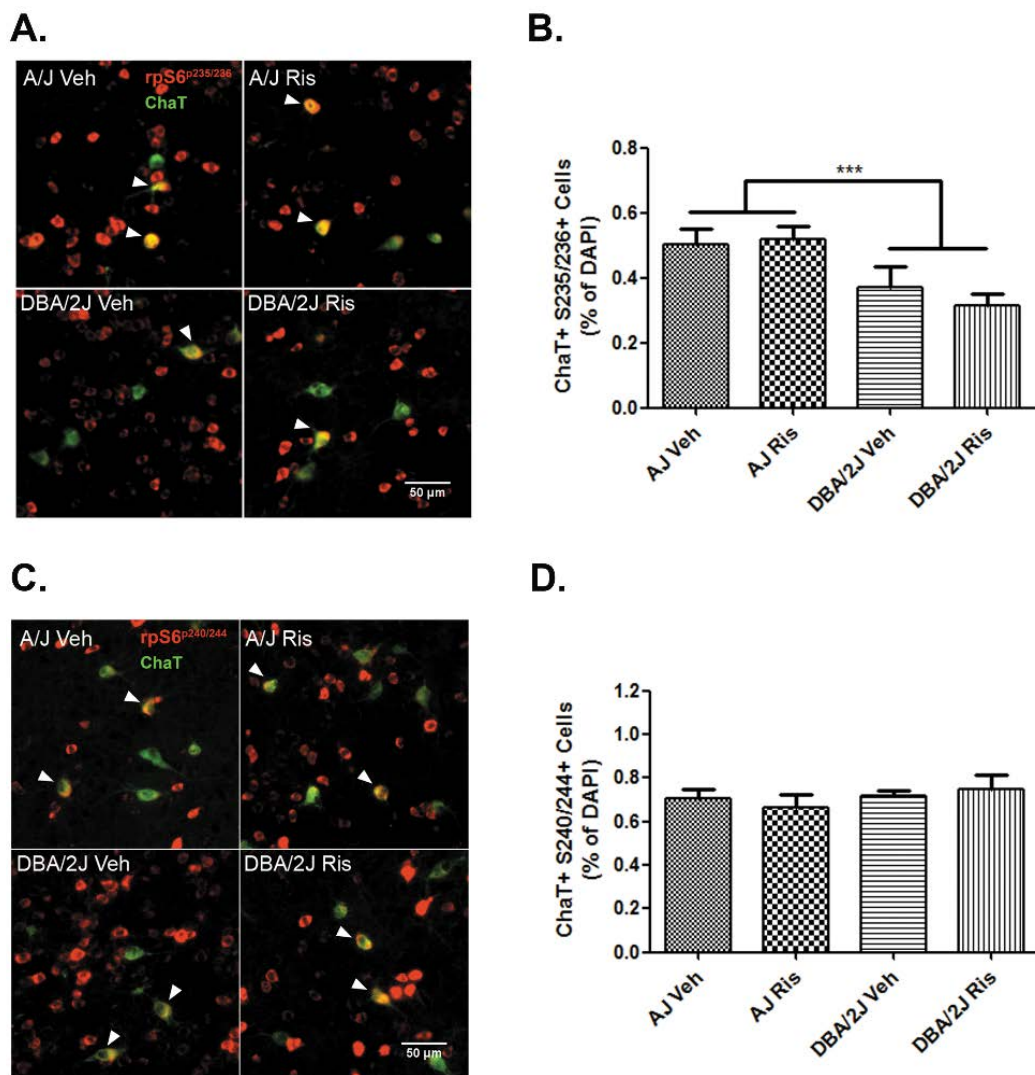 A.
A/J Veh
rpS6p235/236
ChaT
A/J Ris
DBA/2J Veh
DBA/2J Ris
50 µm
B.
ChaT+ S235/236+ Cells
(% of DAPI)
0.8
0.6
0.4
0.2
0.0
***
AJ Veh
AJ Ris
DBA/2J Veh
DBA/2J Ris
C.
A/J Veh
rpS6p240/244
ChaT
A/J Ris
DBA/2J Veh
DBA/2J Ris
50 µm
D.
ChaT+ S240/244+ Cells
(% of DAPI)
1.2
1.0
0.8
0.6
0.4
0.2
0.0
AJ Veh
AJ Ris
DBA/2J Veh
DBA/2J Ris